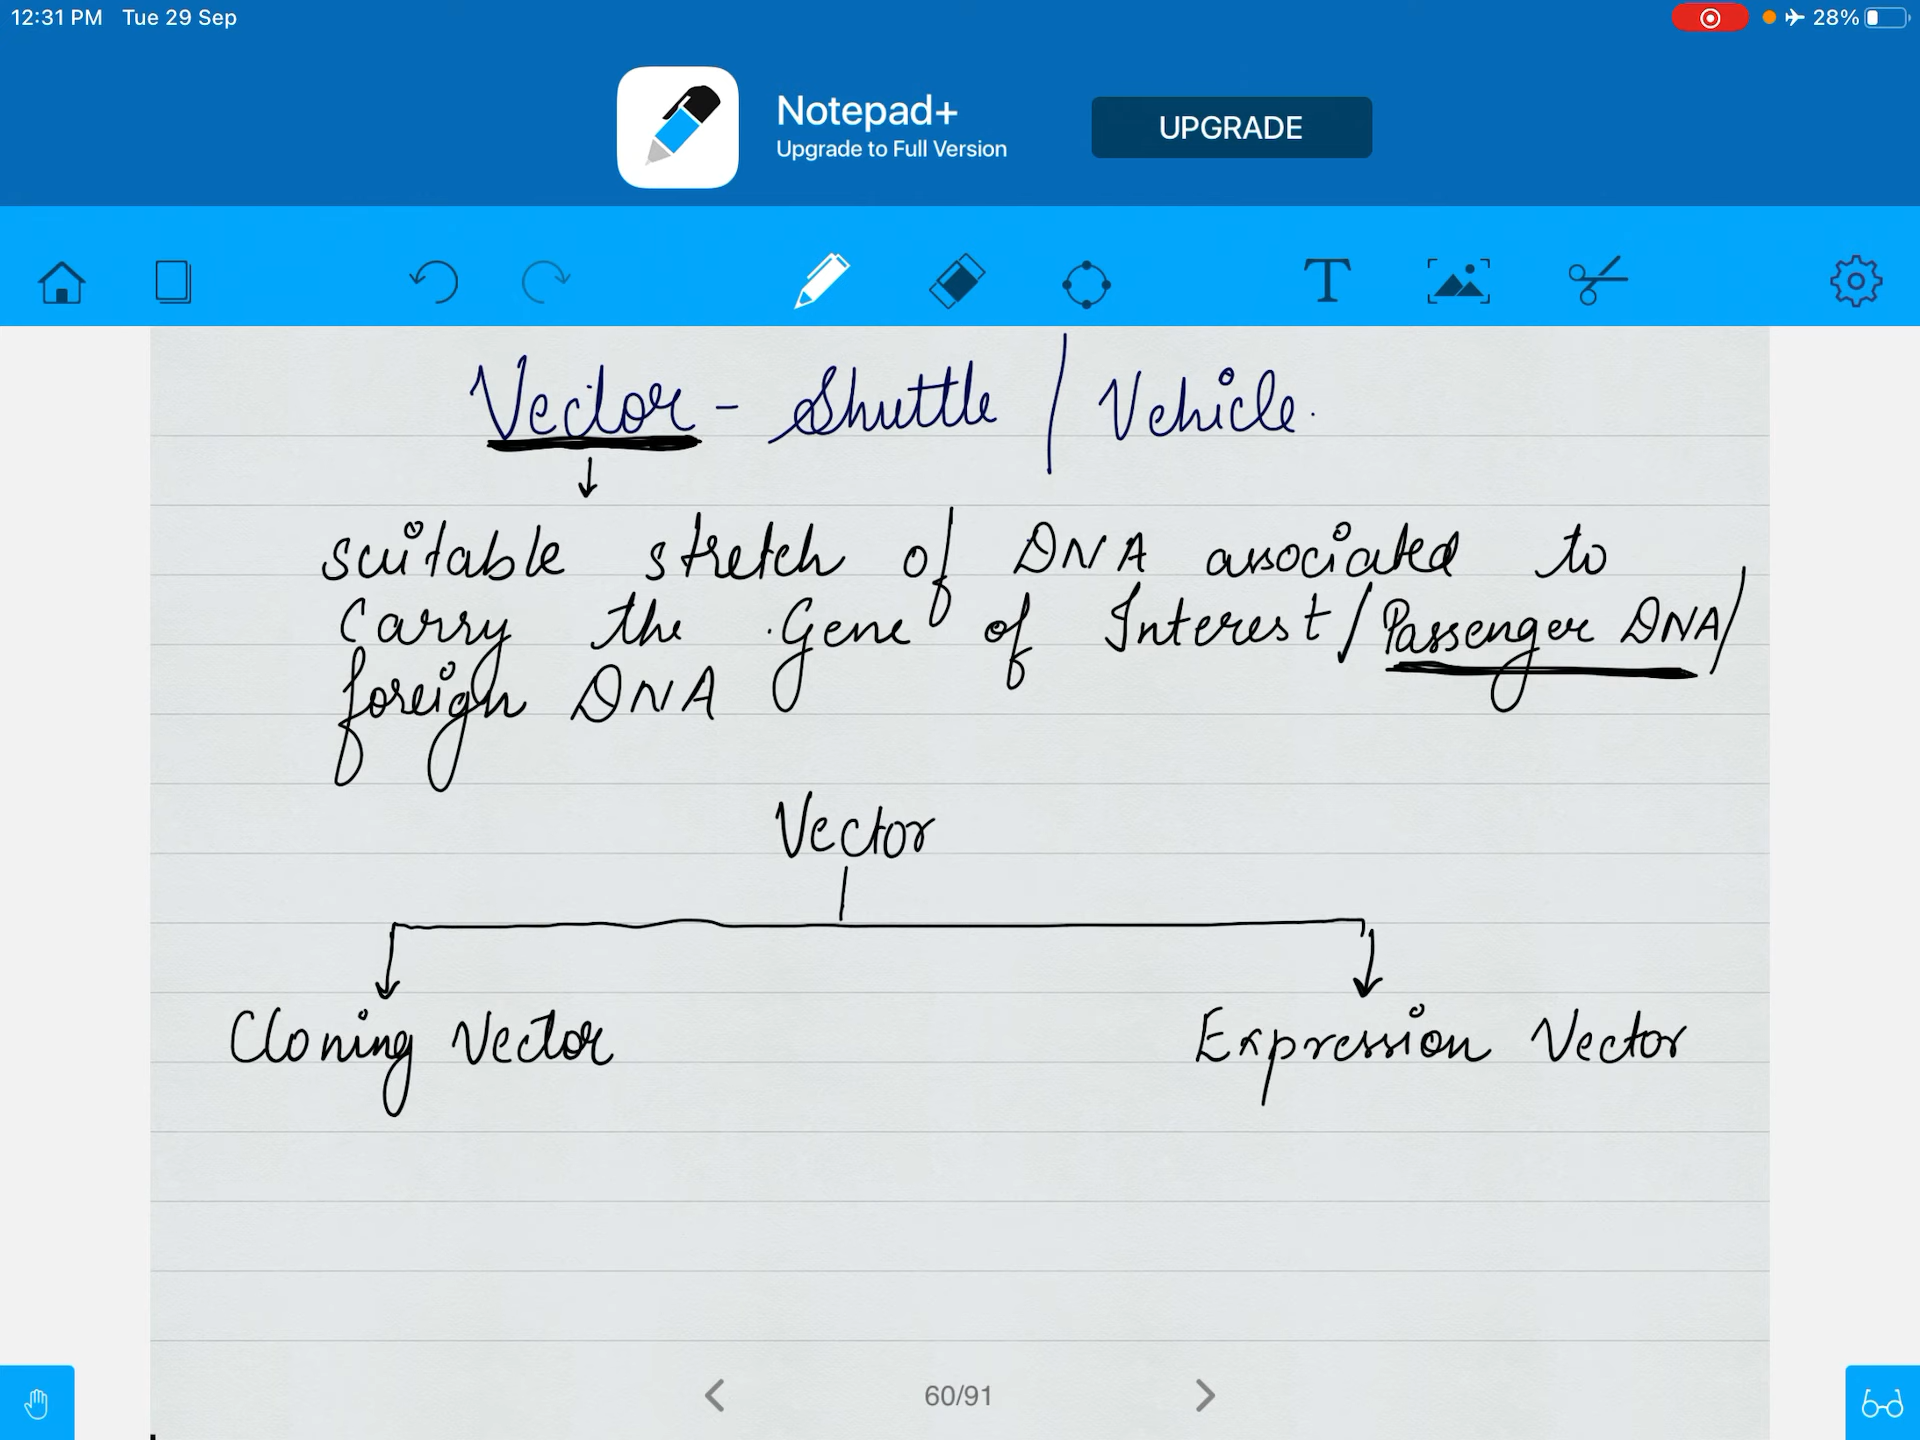 12:31 PM Tue 29 Sep
28%
Notepad+
Upgrade to Full Version
UPGRADE
T
Vector - Shuttle / Vehicle.
↓
suitable stretch of DNA associated to
carry the Gene of Interest / Passenger DNA/
foreign DNA
Vector
Cloning Vector
Expression Vector
60/91